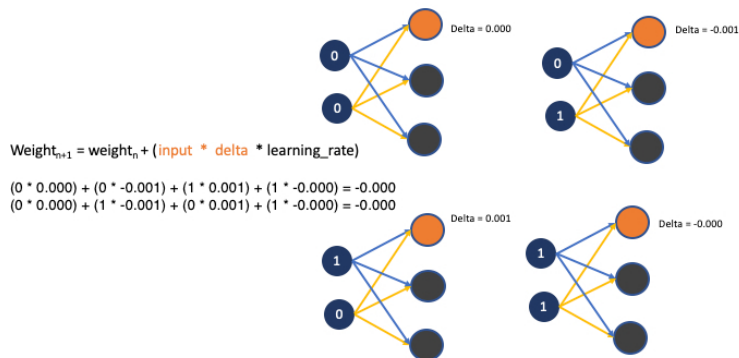 0
0
Delta = 0.000
0
1
Delta = -0.001
Weightn+1 = weightn + (input * delta * learning_rate)
(0 * 0.000) + (0 * -0.001) + (1 * 0.001) + (1 * -0.000) = -0.000
(0 * 0.000) + (1 * -0.001) + (0 * 0.001) + (1 * -0.000) = -0.000
1
0
Delta = 0.001
1
1
Delta = -0.000